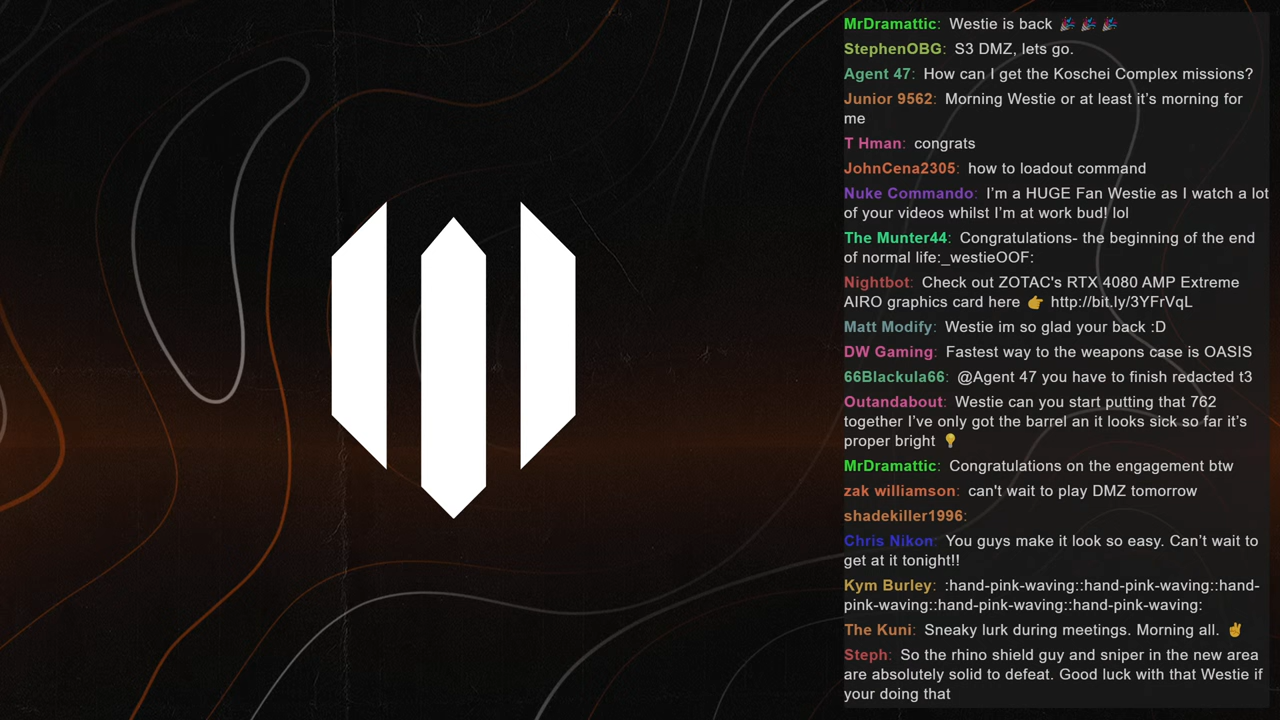 MrDramattic: Westie is back 🎉 🎉 🎉
StephenOBG: S3 DMZ, lets go.
Agent 47: How can I get the Koschei Complex missions?
Junior 9562: Morning Westie or at least it’s morning for
me
T Hman: congrats
JohnCena2305: how to loadout command
Nuke Commando: I’m a HUGE Fan Westie as I watch a lot
of your videos whilst I’m at work bud! lol
The Munter44: Congratulations- the beginning of the end
of normal life:_westieOOF:
Nightbot: Check out ZOTAC's RTX 4080 AMP Extreme
AIRO graphics card here 👉 http://bit.ly/3YFrVqL
Matt Modify: Westie im so glad your back :D
DW Gaming: Fastest way to the weapons case is OASIS
66Blackula66: @Agent 47 you have to finish redacted t3
Outandabout: Westie can you start putting that 762
together I’ve only got the barrel an it looks sick so far it’s
proper bright 💡
MrDramattic: Congratulations on the engagement btw
zak williamson: can't wait to play DMZ tomorrow
shadekiller1996:
Chris Nikon: You guys make it look so easy. Can’t wait to
get at it tonight!!
Kym Burley: :hand-pink-waving::hand-pink-waving::hand-
pink-waving::hand-pink-waving::hand-pink-waving:
The Kuni: Sneaky lurk during meetings. Morning all. ✌️
Steph: So the rhino shield guy and sniper in the new area
are absolutely solid to defeat. Good luck with that Westie if
your doing that